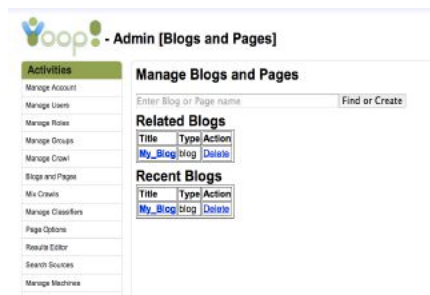 Yoop! - Admin [Blogs and Pages]
Activities
Manage Account
Manage Users
Manage Roles
Manage Groups
Manage Crawl
Blogs and Pages
Mix Crawls
Manage Classifiers
Page Options
Results Editor
Search Sources
Manage Machines
Manage Blogs and Pages
Enter Blog or Page name Find or Create
Related Blogs
Title Type Action
My_Blog blog Delete
Recent Blogs
Title Type Action
My_Blog blog Delete